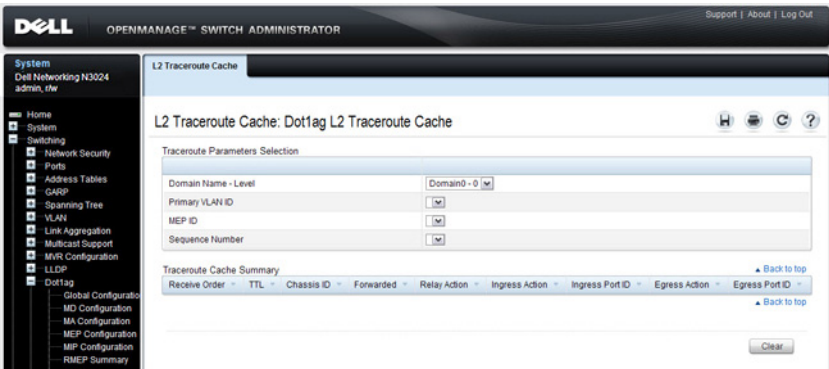 Support | About | Log Out
DELL OPENMANAGE™ SWITCH ADMINISTRATOR
System
Dell Networking N3024
admin, r/w
Home
System
Switching
Network Security
Ports
Address Tables
GARP
Spanning Tree
VLAN
Link Aggregation
Multicast Support
MVR Configuration
LLDP
Dot1ag
Global Configuratio
MD Configuration
MA Configuration
MEP Configuration
MIP Configuration
RMEP Summary
L2 Traceroute Cache
L2 Traceroute Cache: Dot1ag L2 Traceroute Cache
Traceroute Parameters Selection
Domain Name - Level Domain0 - 0
Primary VLAN ID
MEP ID
Sequence Number
Back to top
Traceroute Cache Summary
Receive Order TTL Chassis ID Forwarded Relay Action Ingress Action Ingress Port ID Egress Action Egress Port ID
Back to top
Clear